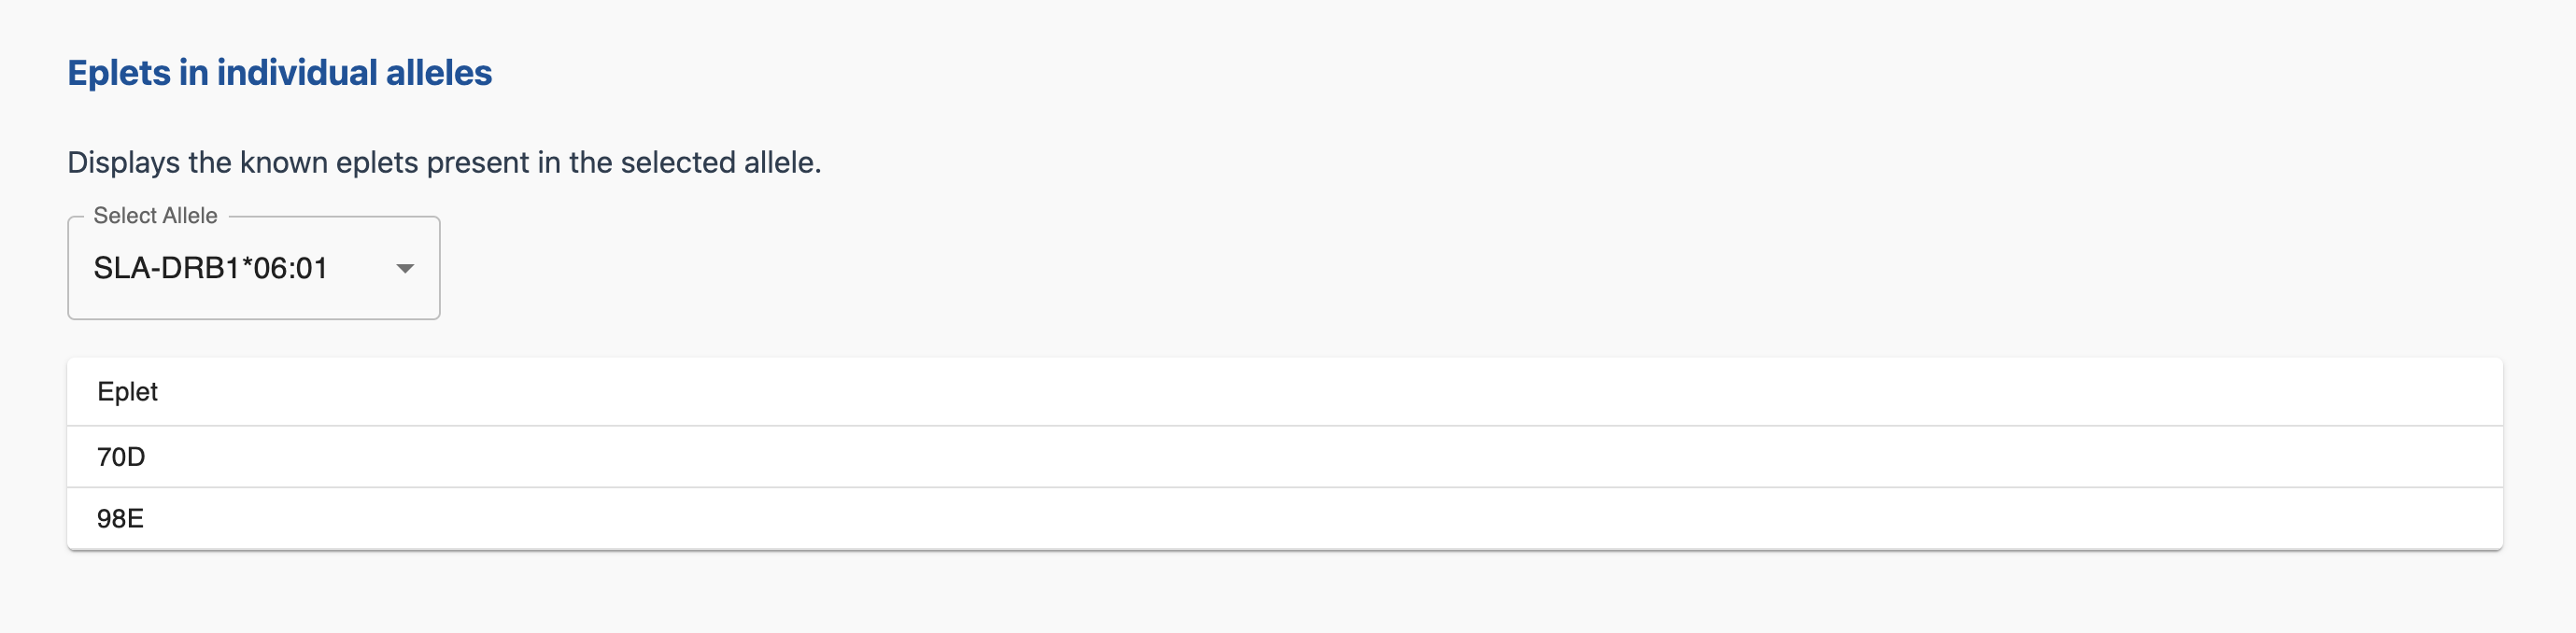 Eplets in individual alleles
Displays the known eplets present in the selected allele.
Select Allele
SLA-DRB1*06:01
Eplet
70D
98E